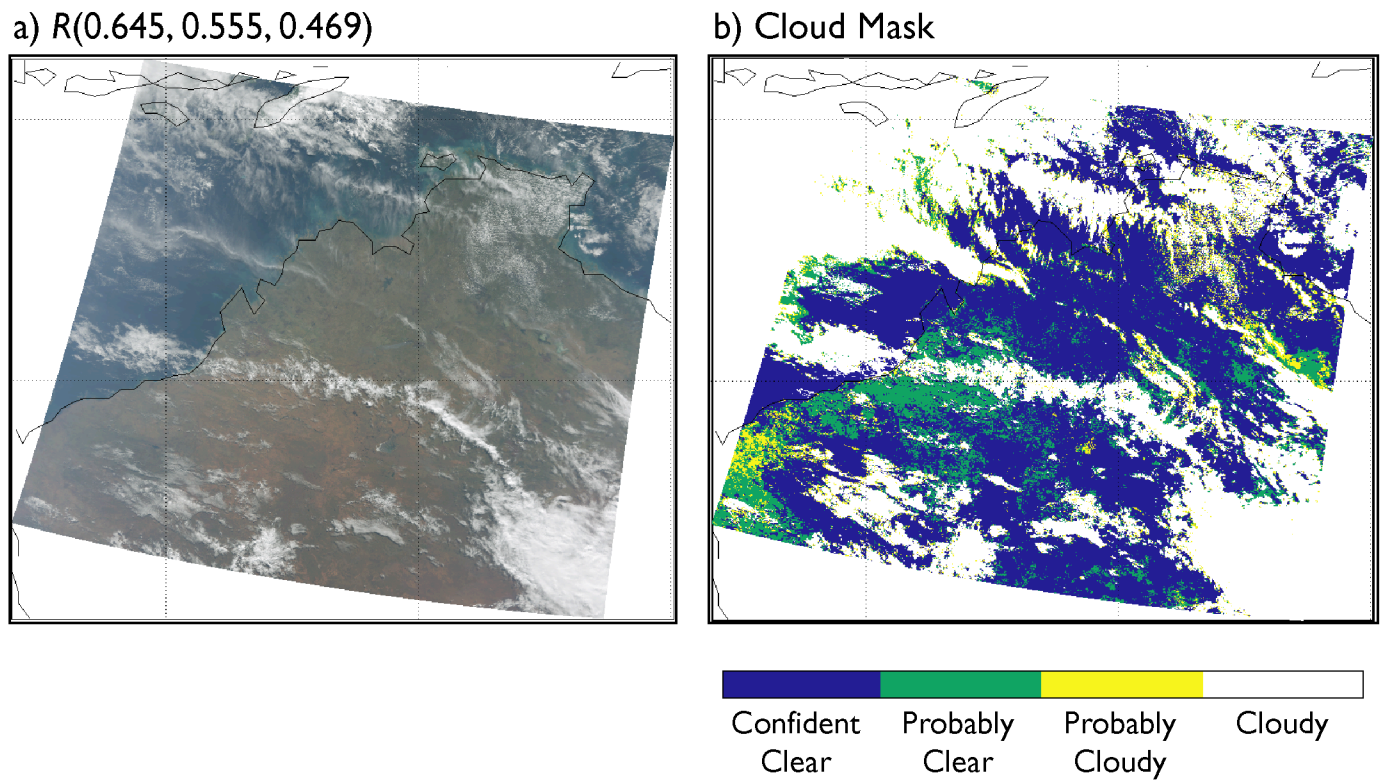 a) R(0.645, 0.555, 0.469)
b) Cloud Mask
Confident Clear
Probably Clear
Probably Cloudy
Cloudy